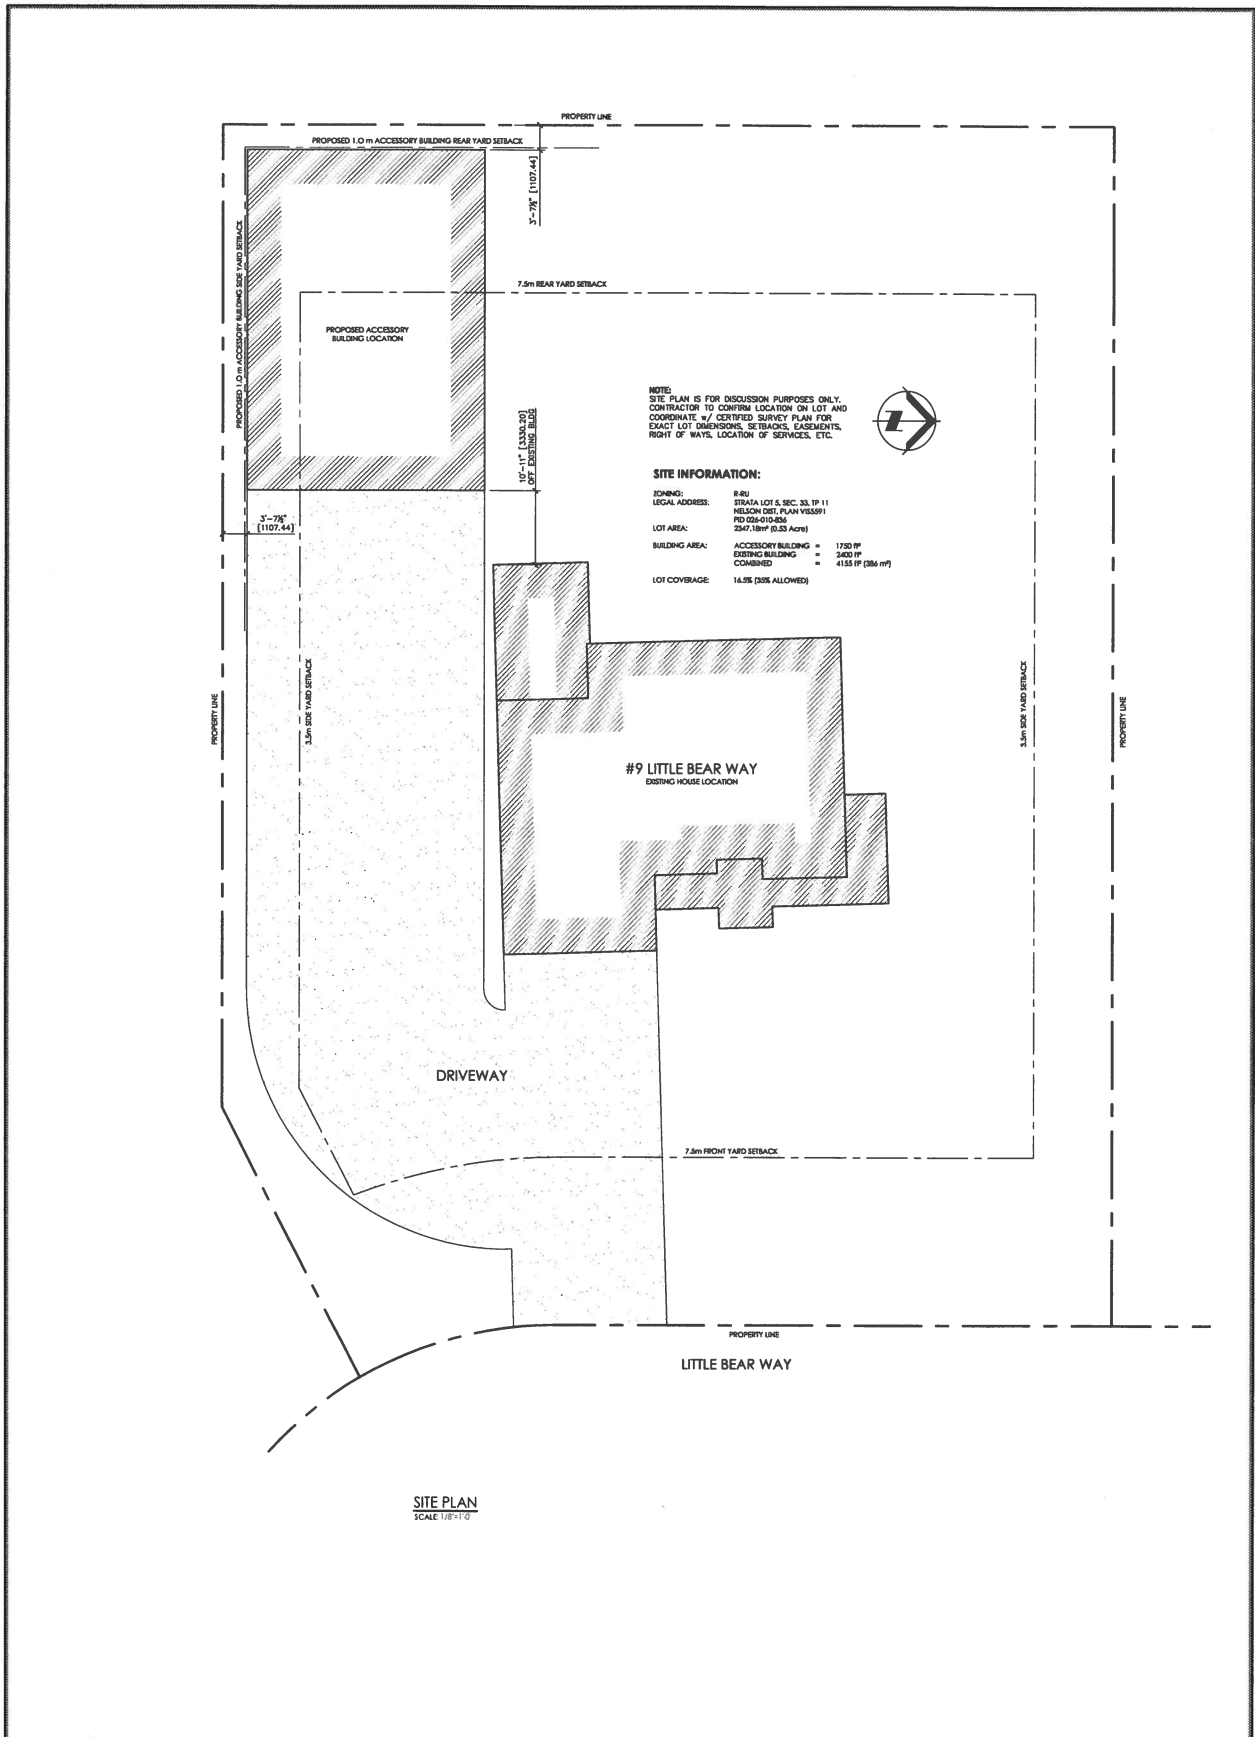 PROPERTY LINE
PROPOSED 1.0 m ACCESSORY BUILDING REAR YARD SETBACK
3'-7½" [1107.44]
PROPOSED 1.0 m ACCESSORY BUILDING SIDE YARD SETBACK
7.5m REAR YARD SETBACK
PROPOSED ACCESSORY
BUILDING LOCATION
NOTE:
SITE PLAN IS FOR DISCUSSION PURPOSES ONLY.
CONTRACTOR TO CONFIRM LOCATION ON LOT AND
COORDINATE w/ CERTIFIED SURVEY PLAN FOR
EXACT LOT DIMENSIONS, SETBACKS, EASEMENTS,
RIGHT OF WAYS, LOCATION OF SERVICES, ETC.
Z
10'-11" [3330.20]
OFF EXISTING BLDG
SITE INFORMATION:
ZONING: R-RU
LEGAL ADDRESS: STRATA LOT 5, SEC. 33, TP 11
NELSON DIST, PLAN VIS5591
PID 026-010-836
LOT AREA: 2347.18m² (0.53 Acre)
BUILDING AREA: ACCESSORY BUILDING = 1750 ft²
EXISTING BUILDING = 2400 ft²
COMBINED = 4155 ft² (386 m²)
LOT COVERAGE: 16.5% (35% ALLOWED)
3'-7½"
[1107.44]
PROPERTY LINE
3.5m SIDE YARD SETBACK
3.5m SIDE YARD SETBACK
PROPERTY LINE
#9 LITTLE BEAR WAY
EXISTING HOUSE LOCATION
DRIVEWAY
7.5m FRONT YARD SETBACK
PROPERTY LINE
LITTLE BEAR WAY
SITE PLAN
SCALE: 1/8"=1'0"